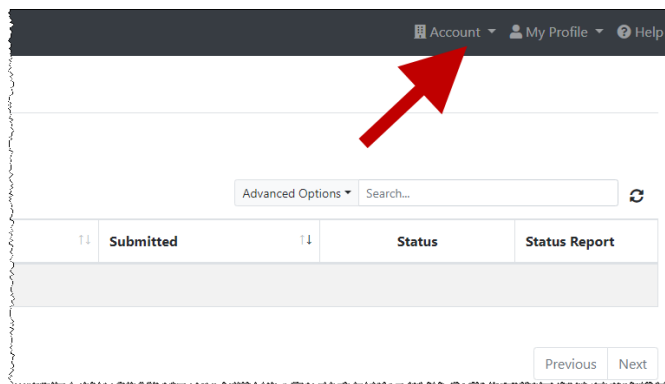 Account My Profile Help
Advanced Options Search...
Submitted Status Status Report
Previous Next